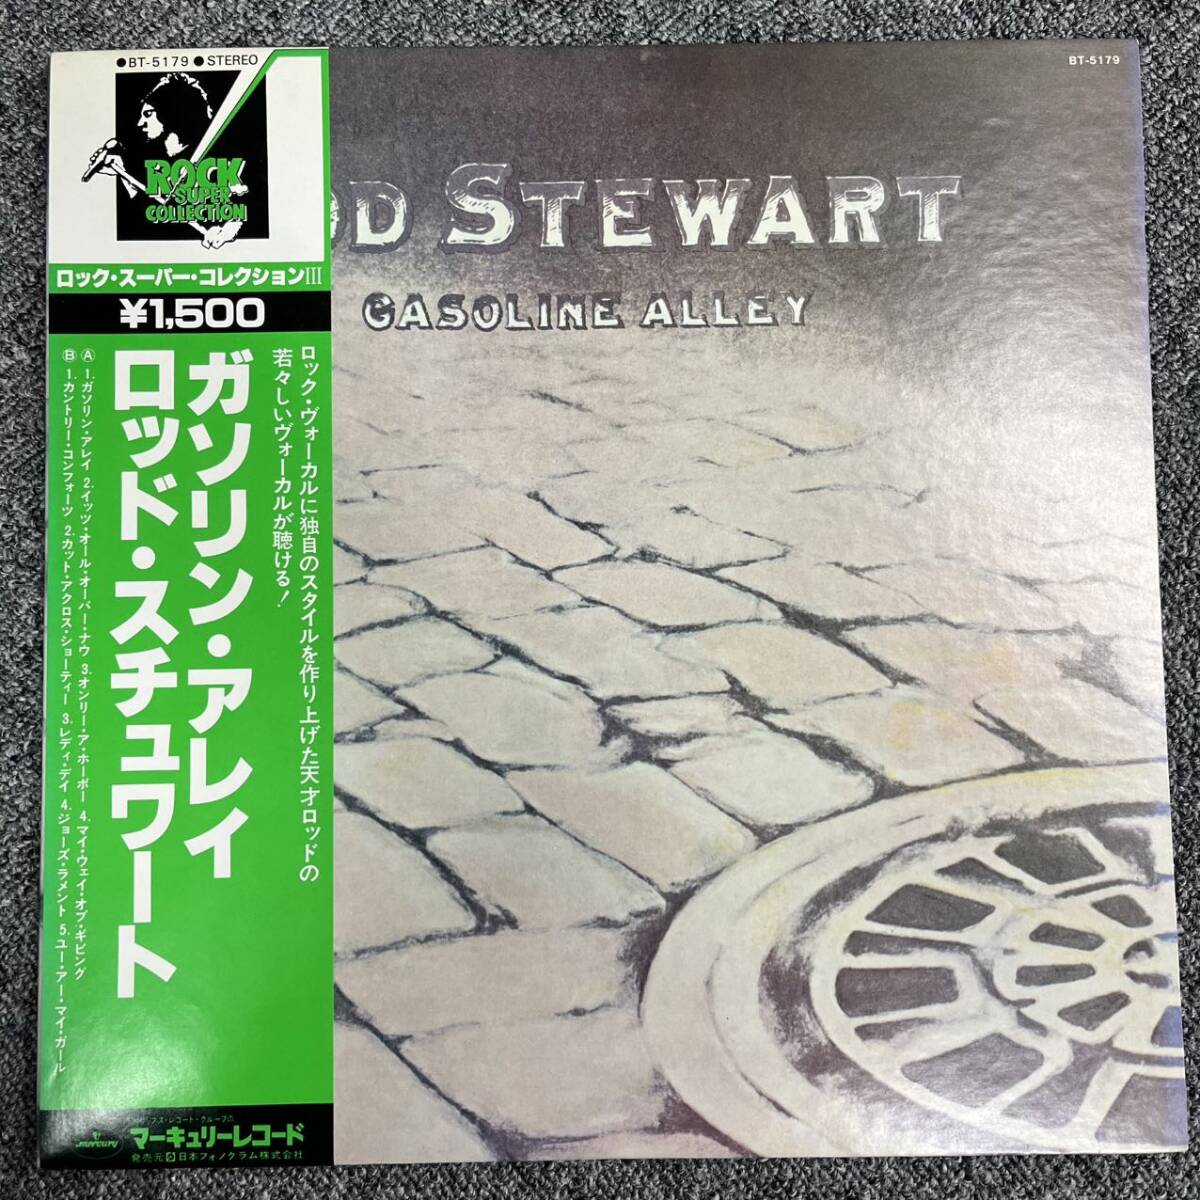 ●BT-5179●STEREO
ROCK
SUPER
COLLECTION
ロック・スーパー・コレクションIII
¥1,500
ガソリン・アレイ
ロッド・スチュワート
ロック・ヴォーカルに独自のスタイルを作り上げた天才ロッドの
若々しいヴォーカルが聴ける!
Ⓐ 1.ガソリン・アレイ 2.イッツ・オール・オーバー・ナウ 3.オンリー・ア・ホーボー 4.マイ・ウェイ・オブ・ギビング
Ⓑ 1.カントリー・コンフォーツ 2.カット・アクロス・ショーティー 3.レディ・デイ 4.ジョーズ・ラメント 5.ユー・アー・マイ・ガール
mercury
レコード・グループの
マーキュリーレコード
発売元 日本フォノグラム株式会社
BT-5179
OD STEWART
GASOLINE ALLEY